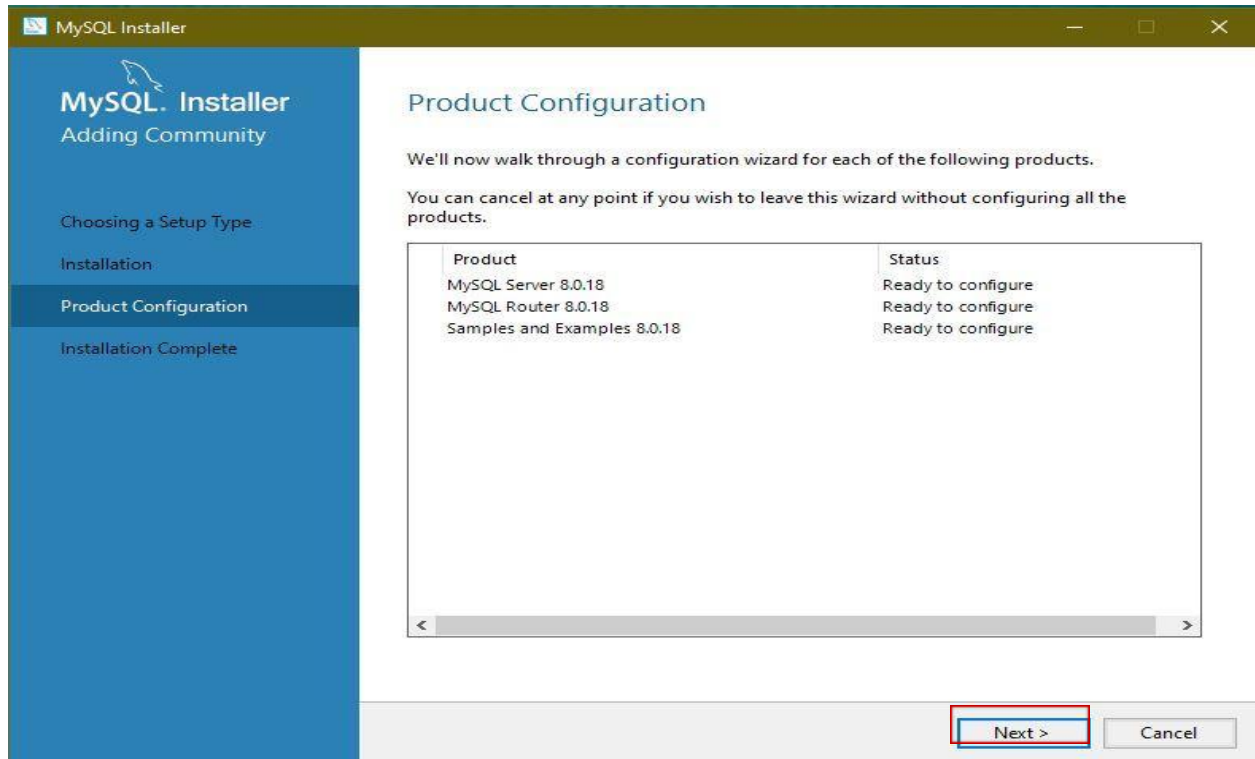 MySQL Installer
MySQL. Installer
Adding Community
Choosing a Setup Type
Installation
Product Configuration
Installation Complete
Product Configuration
We'll now walk through a configuration wizard for each of the following products.
You can cancel at any point if you wish to leave this wizard without configuring all the
products.
Product Status
MySQL Server 8.0.18 Ready to configure
MySQL Router 8.0.18 Ready to configure
Samples and Examples 8.0.18 Ready to configure
Next > Cancel